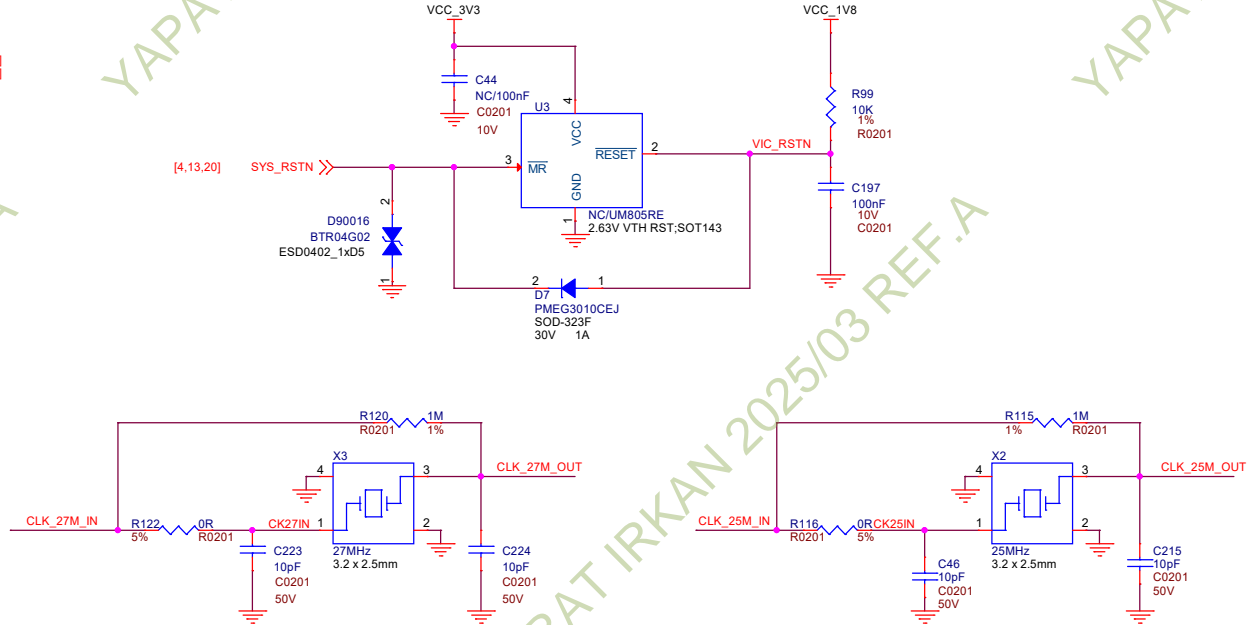 VCC_3V3
VCC_1V8
C44
NC/100nF
C0201
10V
U3
4
VCC
3
MR
RESET
2
GND
1
NC/UM805RE
2.63V VTH RST;SOT143
[4,13,20]
SYS_RSTN
VIC_RSTN
R99
10K
1%
R0201
C197
100nF
10V
C0201
2
D90016
BTR04G02
ESD0402_1xD5
1
2
1
D7
PMEG3010CEJ
SOD-323F
30V 1A
R120
1M
R0201
1%
X3
4
3
CLK_27M_OUT
CLK_27M_IN
R122
0R
5%
R0201
CK27IN
1
2
27MHz
3.2 x 2.5mm
C223
10pF
C0201
50V
C224
10pF
C0201
50V
R115
1M
1%
R0201
X2
4
3
CLK_25M_OUT
CLK_25M_IN
R116
0R
R0201
5%
CK25IN
1
2
25MHz
3.2 x 2.5mm
C46
10pF
C0201
50V
C215
10pF
C0201
50V
YAPA
YAPA
A
BAT IRKAN 2025/03 REF.A